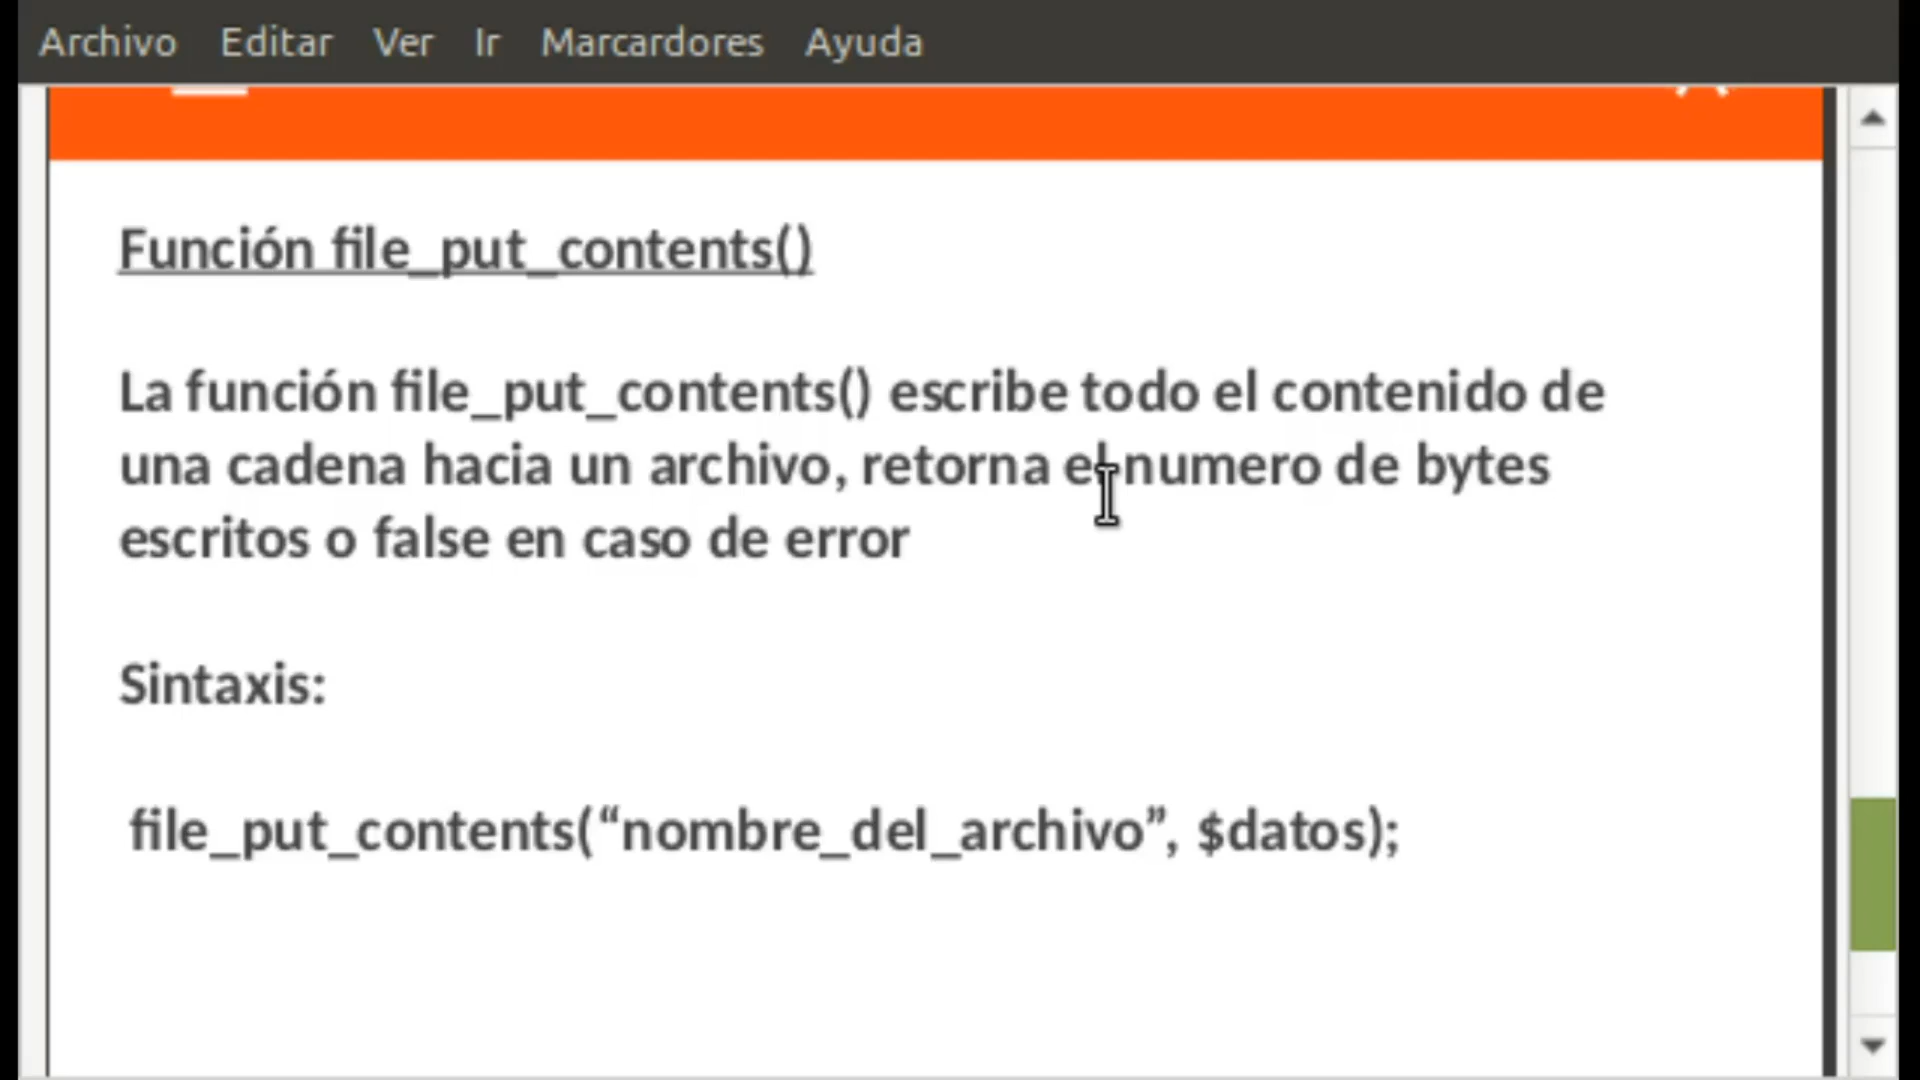 Archivo Editar Ver Ir Marcardores Ayuda
Función file_put_contents()
La función file_put_contents() escribe todo el contenido de
una cadena hacia un archivo, retorna el numero de bytes
escritos o false en caso de error
Sintaxis:
file_put_contents(“nombre_del_archivo”, $datos);